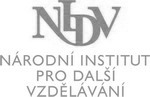 NIDV
NÁRODNÍ INSTITUT
PRO DALŠÍ
VZDĚLÁVÁNÍ